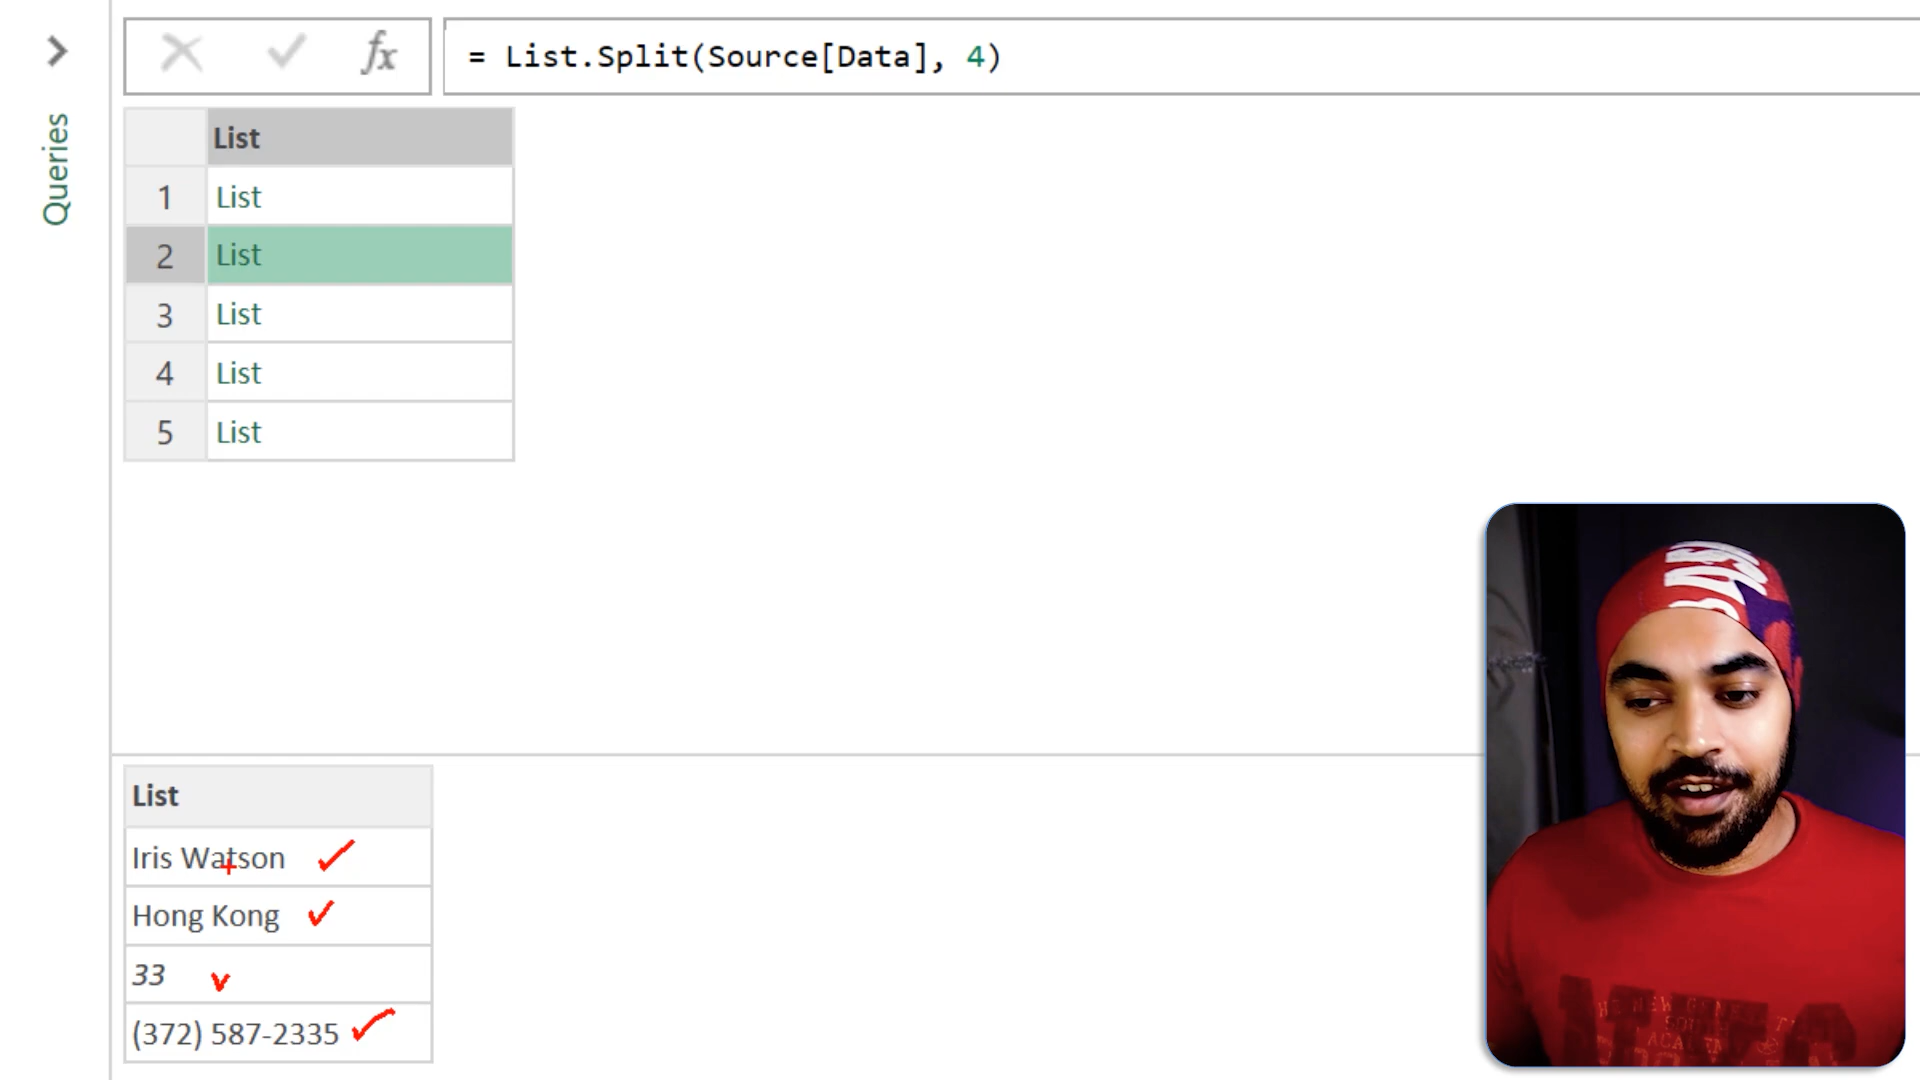 fx
= List.Split(Source[Data], 4)
Queries
List
1 List
2 List
3 List
4 List
5 List
List
Iris Watson
Hong Kong
33
(372) 587-2335